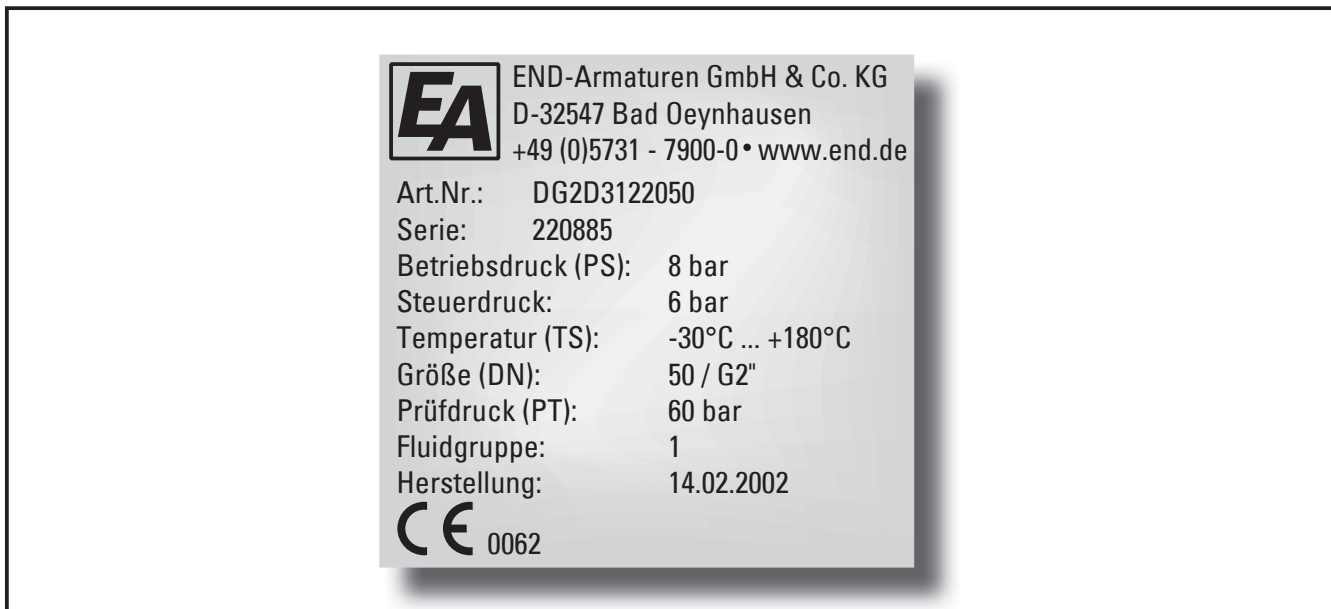 EA
END-Armaturen GmbH & Co. KG
D-32547 Bad Oeynhausen
+49 (0)5731 - 7900-0 • www.end.de
Art.Nr.: DG2D3122050
Serie: 220885
Betriebsdruck (PS): 8 bar
Steuerdruck: 6 bar
Temperatur (TS): -30°C ... +180°C
Größe (DN): 50 / G2"
Prüfdruck (PT): 60 bar
Fluidgruppe: 1
Herstellung: 14.02.2002
CE 0062